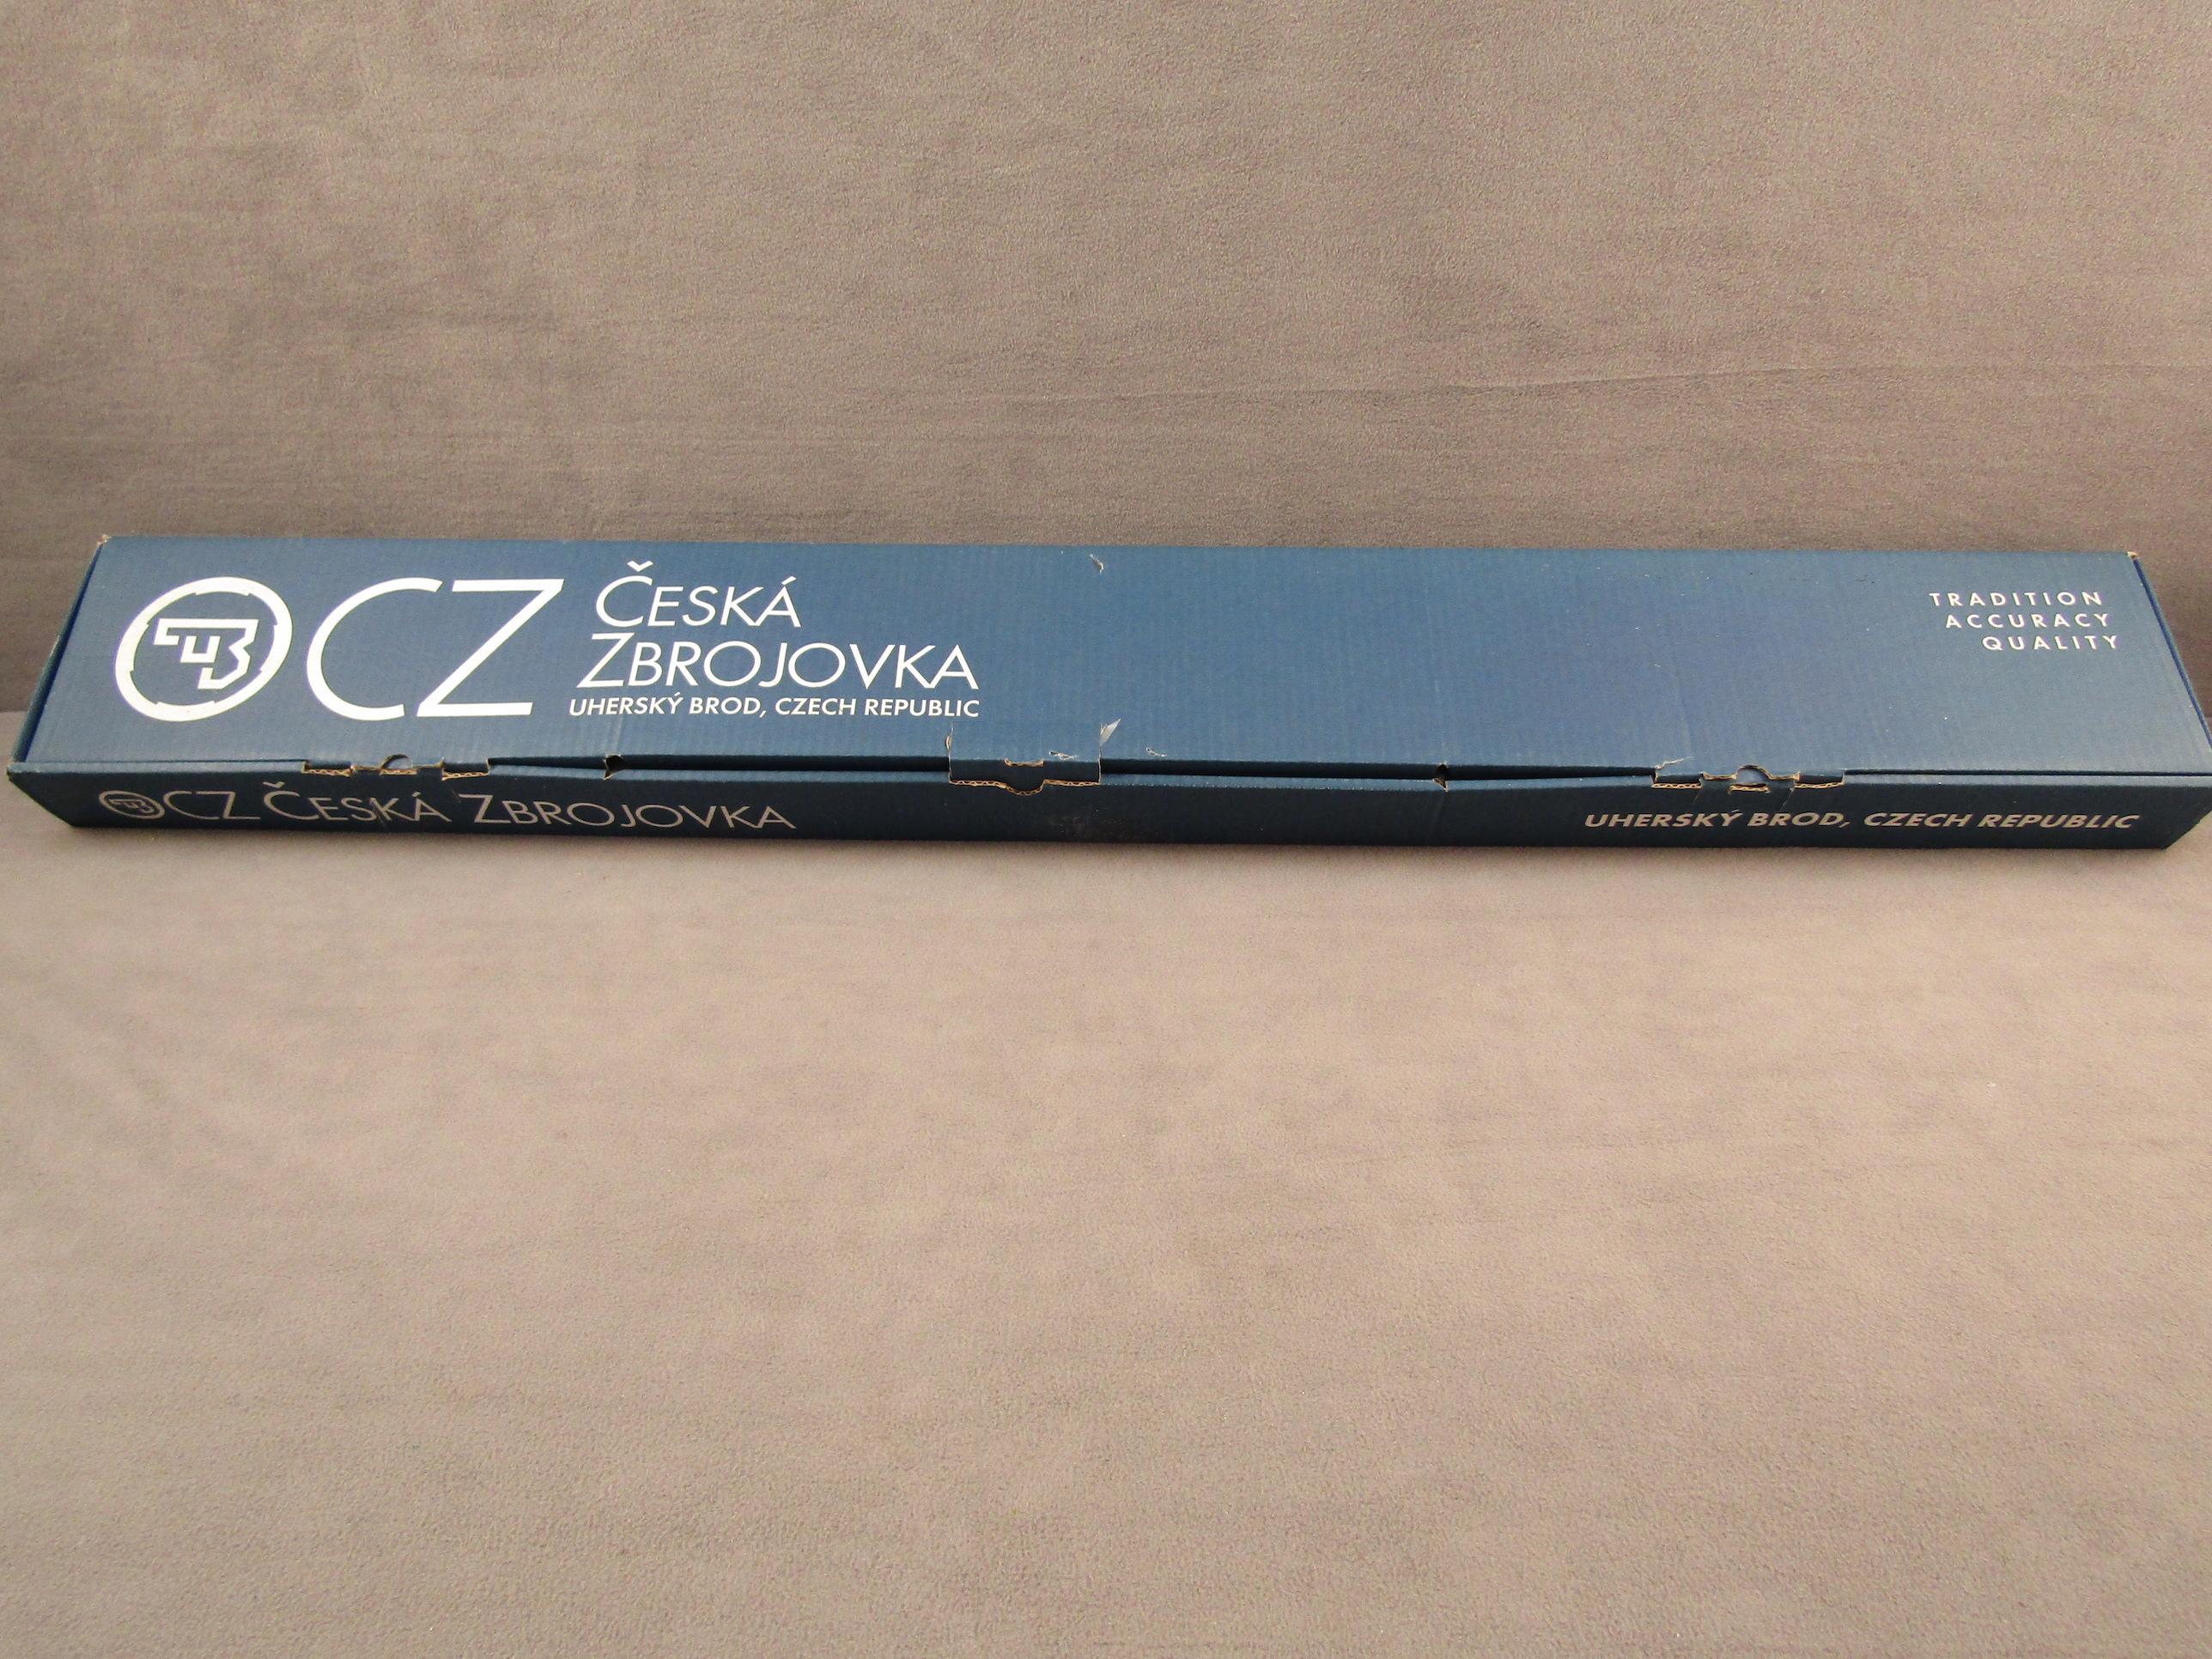 CZ ČESKÁ
ZBROJOVKA
UHERSKÝ BROD, CZECH REPUBLIC
TRADITION
ACCURACY
QUALITY
CZ ČESKÁ ZBROJOVKA
UHERSKÝ BROD, CZECH REPUBLIC